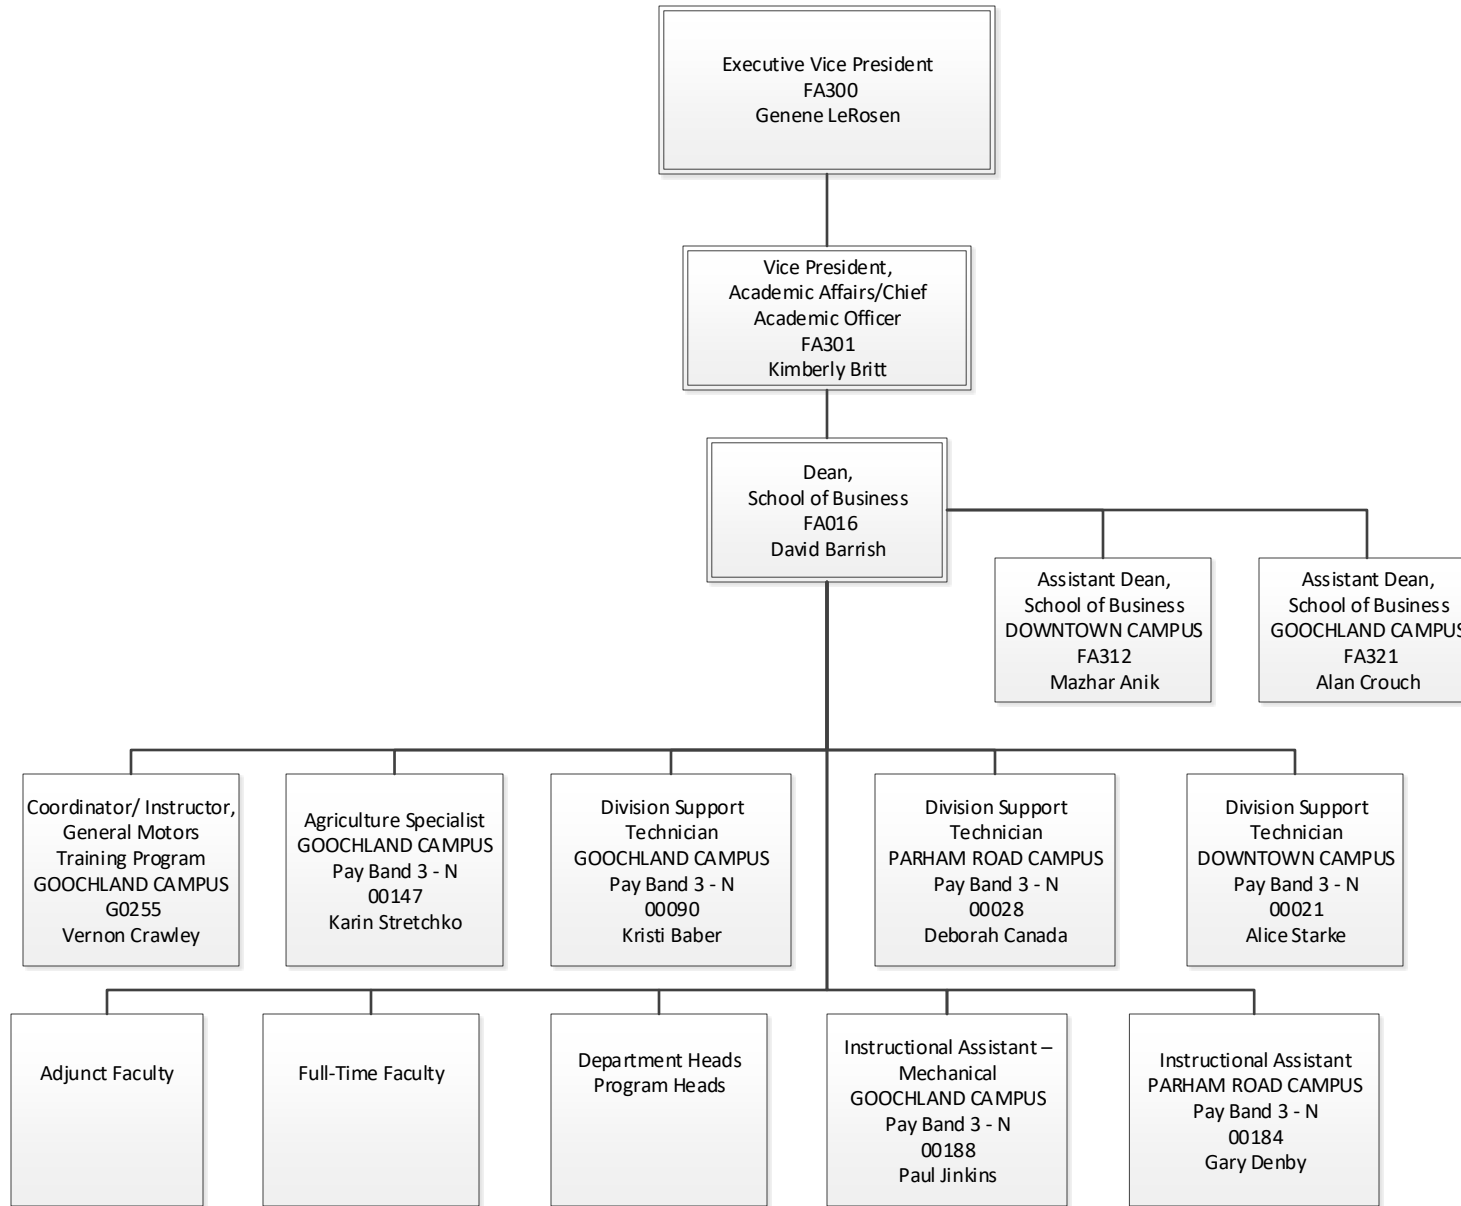 Executive Vice President
FA300
Genene LeRosen
Vice President,
Academic Affairs/Chief
Academic Officer
FA301
Kimberly Britt
Dean,
School of Business
FA016
David Barrish
Assistant Dean,
School of Business
DOWNTOWN CAMPUS
FA312
Mazhar Anik
Assistant Dean,
School of Business
GOOCHLAND CAMPUS
FA321
Alan Crouch
Coordinator/ Instructor,
General Motors
Training Program
GOOCHLAND CAMPUS
G0255
Vernon Crawley
Agriculture Specialist
GOOCHLAND CAMPUS
Pay Band 3 - N
00147
Karin Stretchko
Division Support
Technician
GOOCHLAND CAMPUS
Pay Band 3 - N
00090
Kristi Baber
Division Support
Technician
PARHAM ROAD CAMPUS
Pay Band 3 - N
00028
Deborah Canada
Division Support
Technician
DOWNTOWN CAMPUS
Pay Band 3 - N
00021
Alice Starke
Adjunct Faculty
Full-Time Faculty
Department Heads
Program Heads
Instructional Assistant –
Mechanical
GOOCHLAND CAMPUS
Pay Band 3 - N
00188
Paul Jinkins
Instructional Assistant
PARHAM ROAD CAMPUS
Pay Band 3 - N
00184
Gary Denby